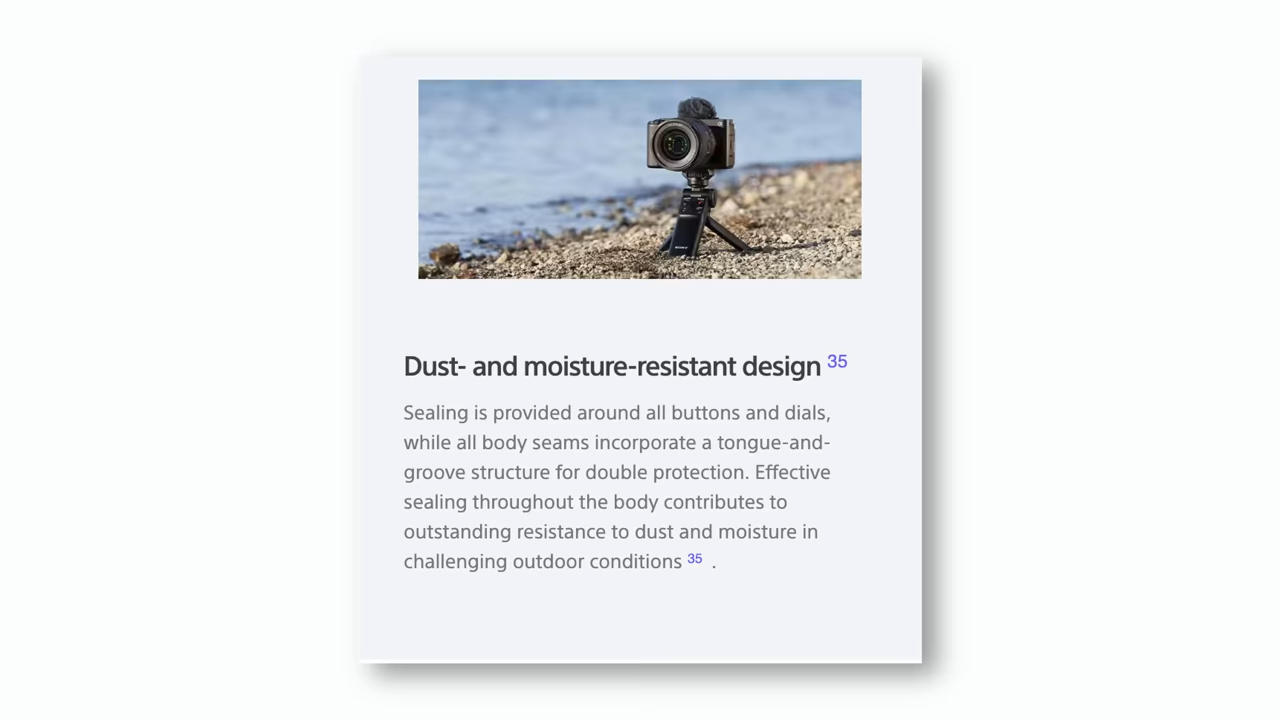 SONY
Dust- and moisture-resistant design 35
Sealing is provided around all buttons and dials,
while all body seams incorporate a tongue-and-
groove structure for double protection. Effective
sealing throughout the body contributes to
outstanding resistance to dust and moisture in
challenging outdoor conditions 35 .